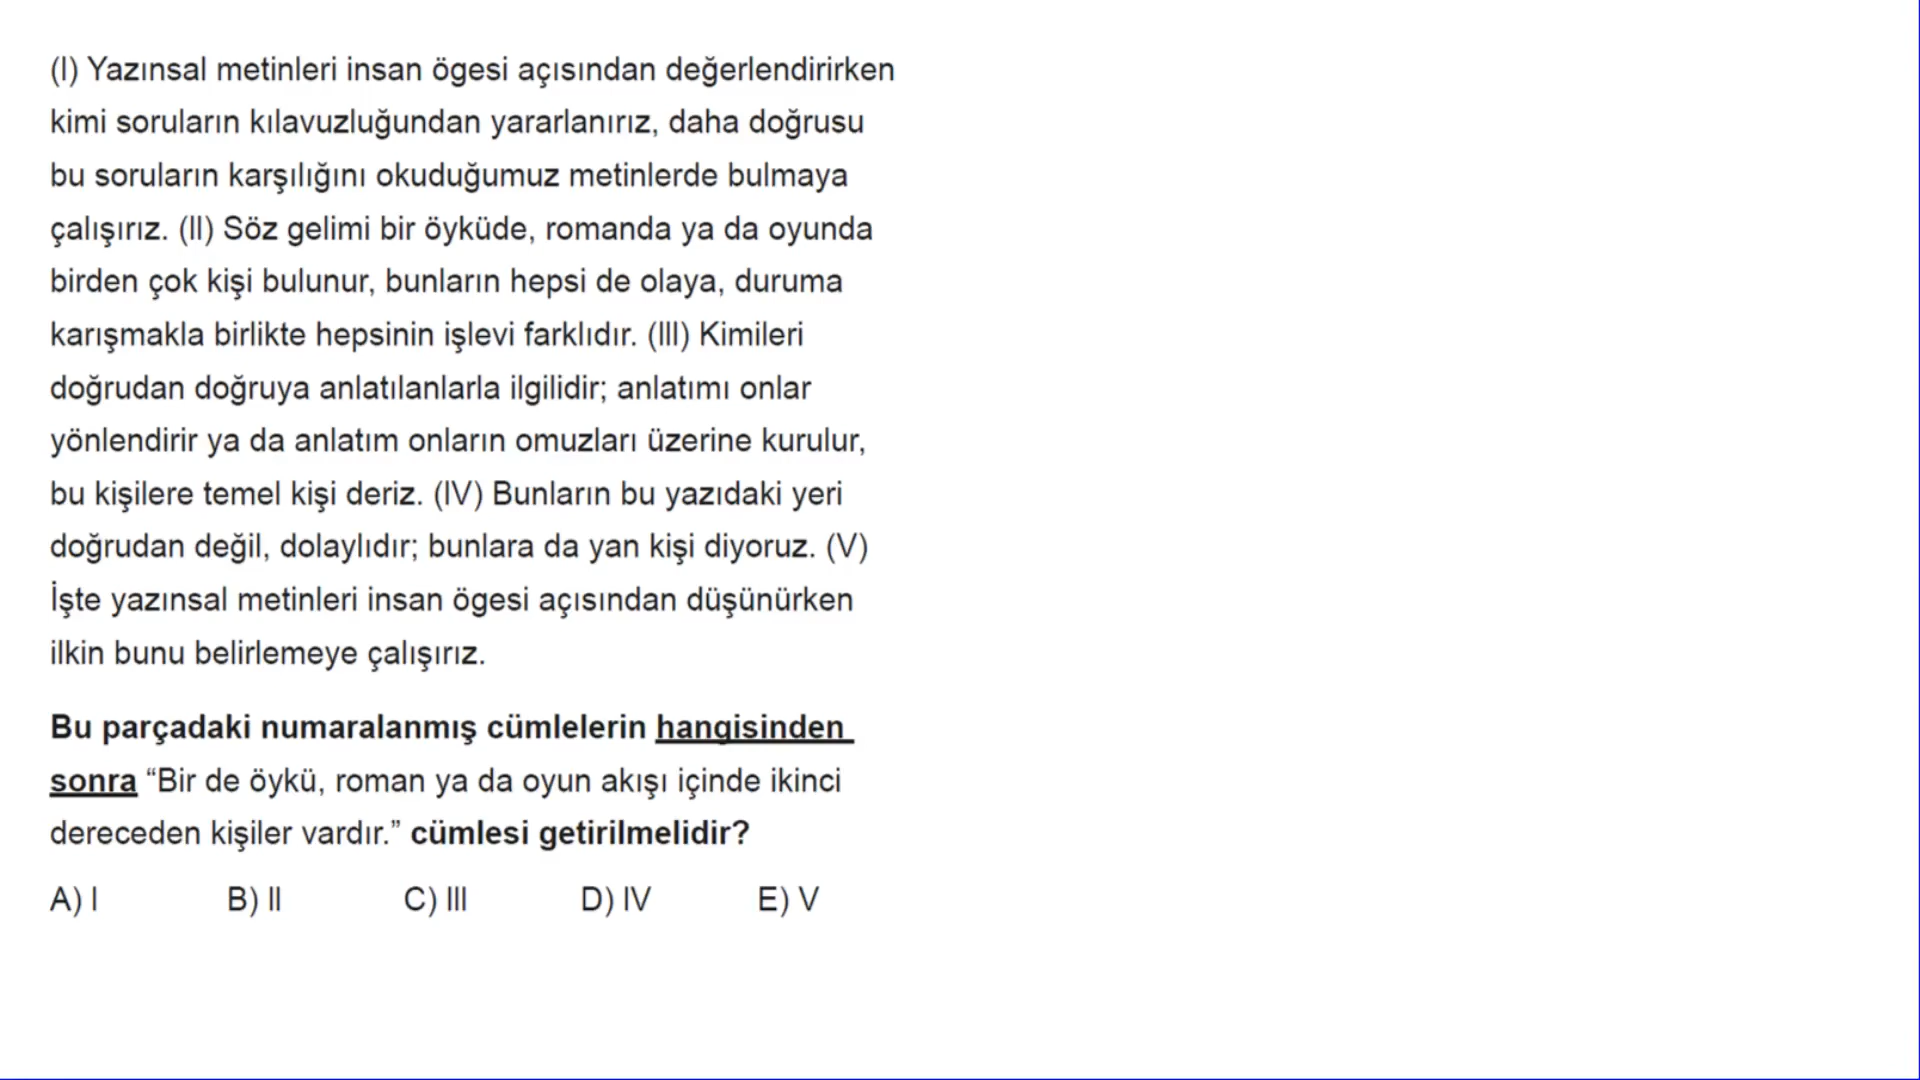 (I) Yazınsal metinleri insan ögesi açısından değerlendirirken
kimi soruların kılavuzluğundan yararlanırız, daha doğrusu
bu soruların karşılığını okuduğumuz metinlerde bulmaya
çalışırız. (II) Söz gelimi bir öyküde, romanda ya da oyunda
birden çok kişi bulunur, bunların hepsi de olaya, duruma
karışmakla birlikte hepsinin işlevi farklıdır. (III) Kimileri
doğrudan doğruya anlatılanlarla ilgilidir; anlatımı onlar
yönlendirir ya da anlatım onların omuzları üzerine kurulur,
bu kişilere temel kişi deriz. (IV) Bunların bu yazıdaki yeri
doğrudan değil, dolaylıdır; bunlara da yan kişi diyoruz. (V)
İşte yazınsal metinleri insan ögesi açısından düşünürken
ilkin bunu belirlemeye çalışırız.
Bu parçadaki numaralanmış cümlelerin hangisinden
sonra “Bir de öykü, roman ya da oyun akışı içinde ikinci
dereceden kişiler vardır.” cümlesi getirilmelidir?
A) I B) II C) III D) IV E) V